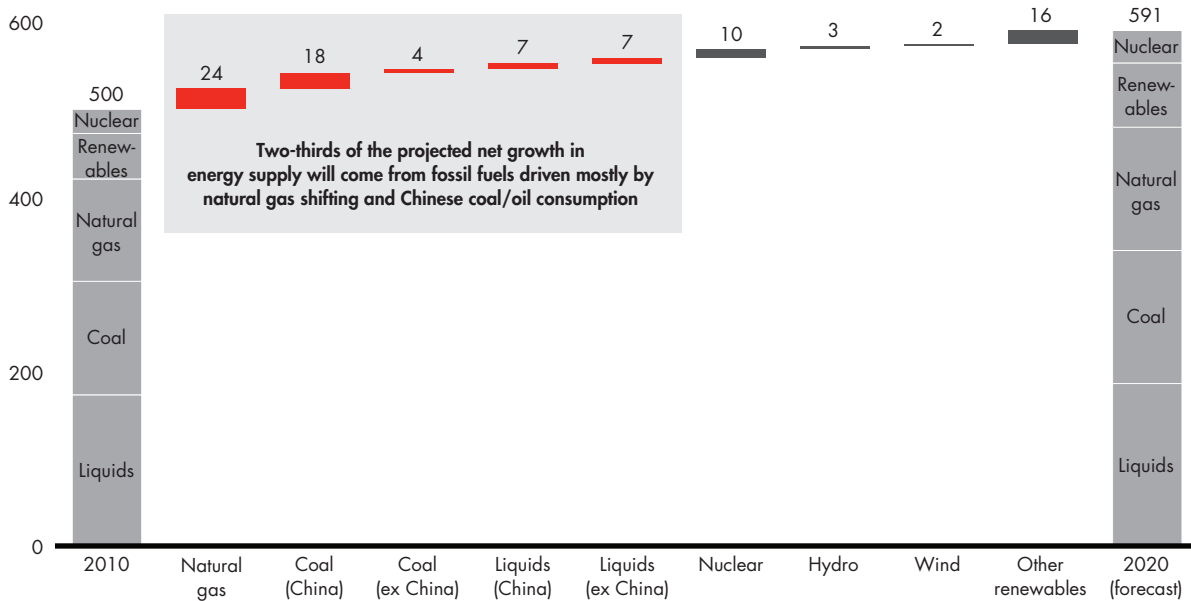 600
400
200
0
500
Nuclear
Renew-
ables
Natural
gas
Coal
Liquids
24
18
4
7
7
Two-thirds of the projected net growth in
energy supply will come from fossil fuels driven mostly by
natural gas shifting and Chinese coal/oil consumption
10
3
2
16
591
Nuclear
Renew-
ables
Natural
gas
Coal
Liquids
2010
Natural
gas
Coal
(China)
Coal
(ex China)
Liquids
(China)
Liquids
(ex China)
Nuclear
Hydro
Wind
Other
renewables
2020
(forecast)